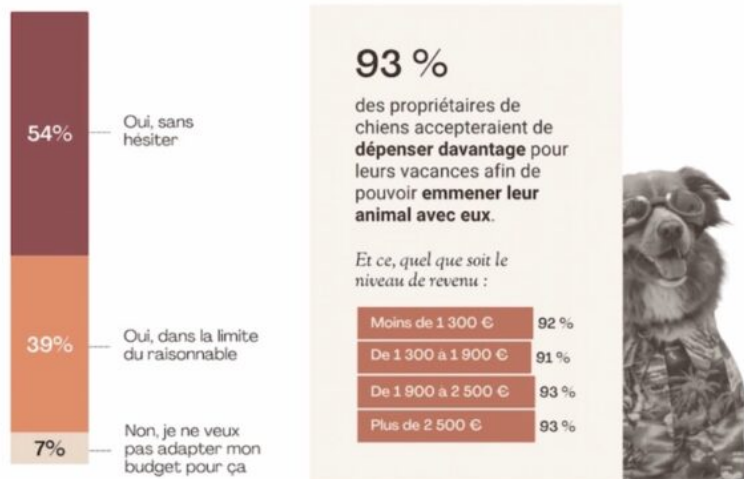 54%
Oui, sans
hésiter
39%
Oui, dans la limite
du raisonnable
7%
Non, je ne veux
pas adapter mon
budget pour ça
93 %
des propriétaires de
chiens accepteraient de
dépenser davantage pour
leurs vacances afin de
pouvoir emmener leur
animal avec eux.
Et ce, quel que soit le
niveau de revenu :
Moins de 1 300 € 92 %
De 1 300 à 1 900 € 91 %
De 1 900 à 2 500 € 93 %
Plus de 2 500 € 93 %